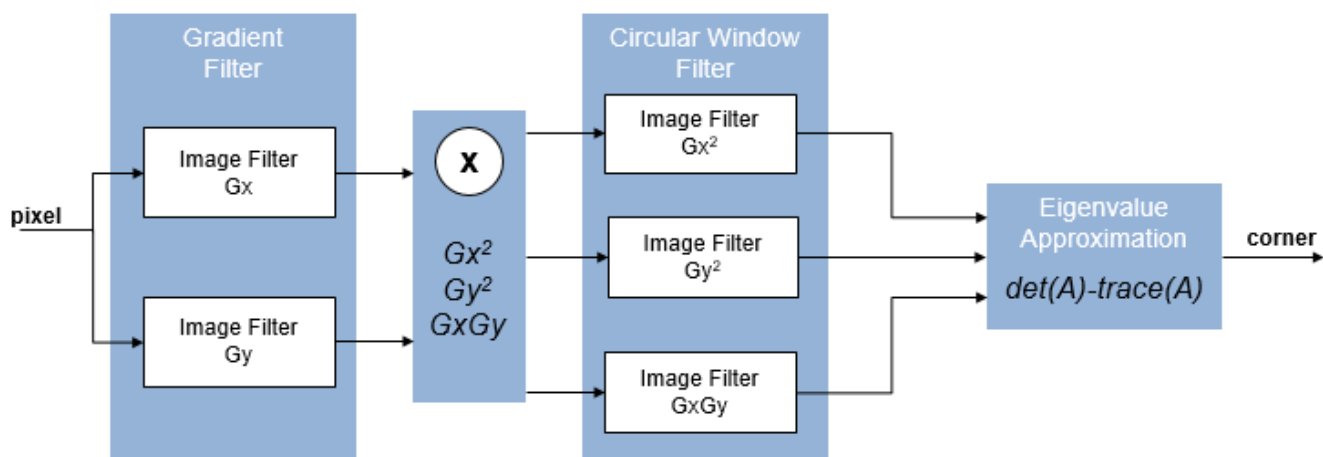 Gradient
Filter
Circular Window
Filter
Image Filter
Gx
Image Filter
Gy
pixel
x
Gx²
Gy²
GxGy
Image Filter
Gx²
Image Filter
Gy²
Image Filter
GxGy
Eigenvalue
Approximation
det(A)-trace(A)
corner